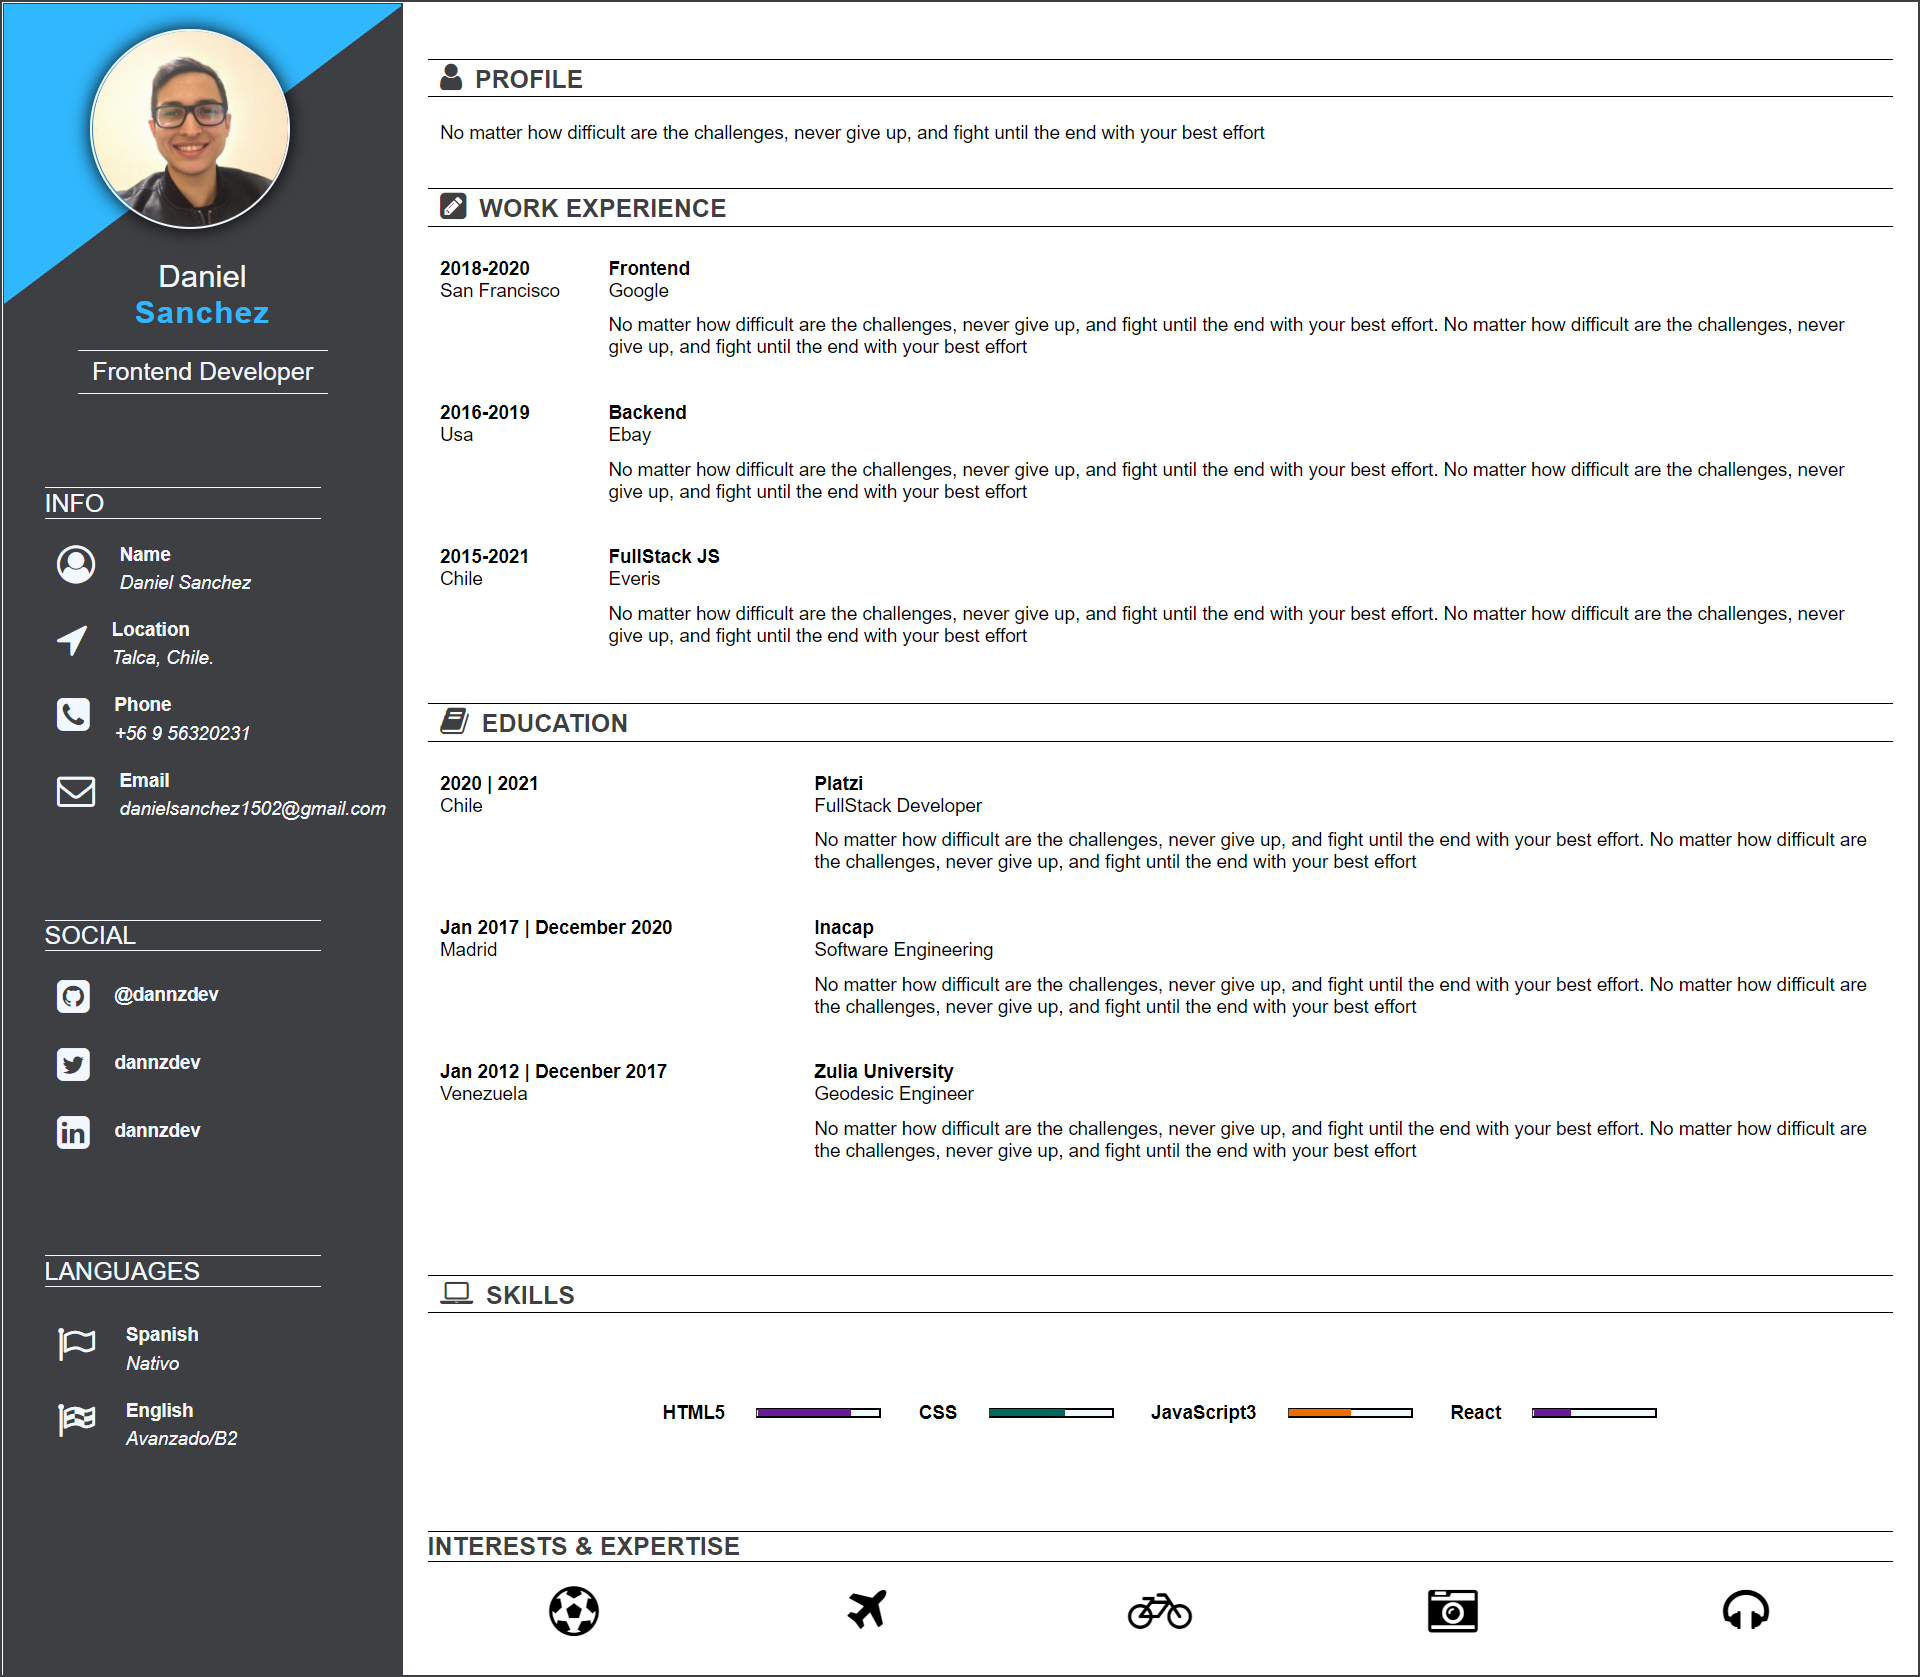 Daniel
Sanchez
Frontend Developer
INFO
Name
Daniel Sanchez
Location
Talca, Chile.
Phone
+56 9 56320231
Email
danielsanchez1502@gmail.com
SOCIAL
@dannzdev
dannzdev
dannzdev
LANGUAGES
Spanish
Nativo
English
Avanzado/B2
PROFILE
No matter how difficult are the challenges, never give up, and fight until the end with your best effort
WORK EXPERIENCE
2018-2020
San Francisco
Frontend
Google
No matter how difficult are the challenges, never give up, and fight until the end with your best effort. No matter how difficult are the challenges, never
give up, and fight until the end with your best effort
2016-2019
Usa
Backend
Ebay
No matter how difficult are the challenges, never give up, and fight until the end with your best effort. No matter how difficult are the challenges, never
give up, and fight until the end with your best effort
2015-2021
Chile
FullStack JS
Everis
No matter how difficult are the challenges, never give up, and fight until the end with your best effort. No matter how difficult are the challenges, never
give up, and fight until the end with your best effort
EDUCATION
2020 | 2021
Chile
Platzi
FullStack Developer
No matter how difficult are the challenges, never give up, and fight until the end with your best effort. No matter how difficult are
the challenges, never give up, and fight until the end with your best effort
Jan 2017 | December 2020
Madrid
Inacap
Software Engineering
No matter how difficult are the challenges, never give up, and fight until the end with your best effort. No matter how difficult are
the challenges, never give up, and fight until the end with your best effort
Jan 2012 | Decenber 2017
Venezuela
Zulia University
Geodesic Engineer
No matter how difficult are the challenges, never give up, and fight until the end with your best effort. No matter how difficult are
the challenges, never give up, and fight until the end with your best effort
SKILLS
HTML5
CSS
JavaScript3
React
INTERESTS & EXPERTISE